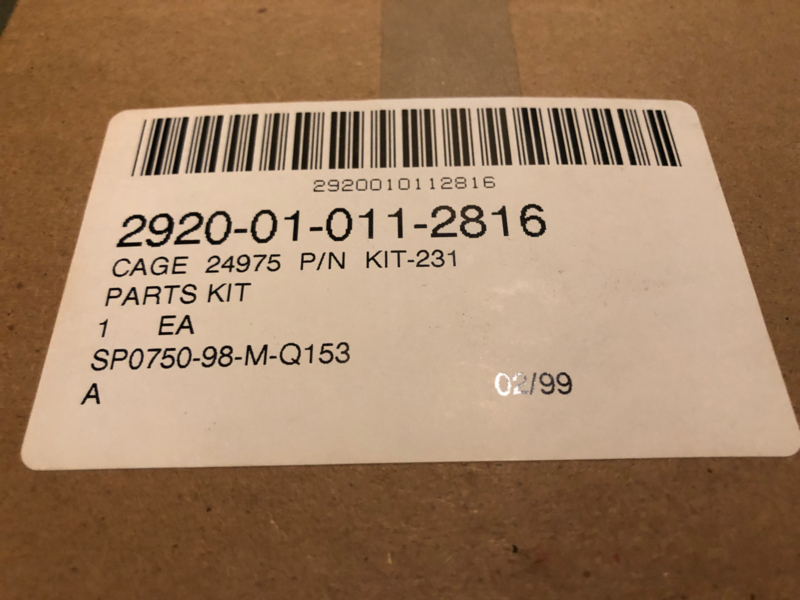 2920010112816
2920-01-011-2816
CAGE 24975 P/N KIT-231
PARTS KIT
1 EA
SP0750-98-M-Q153
A 02/99